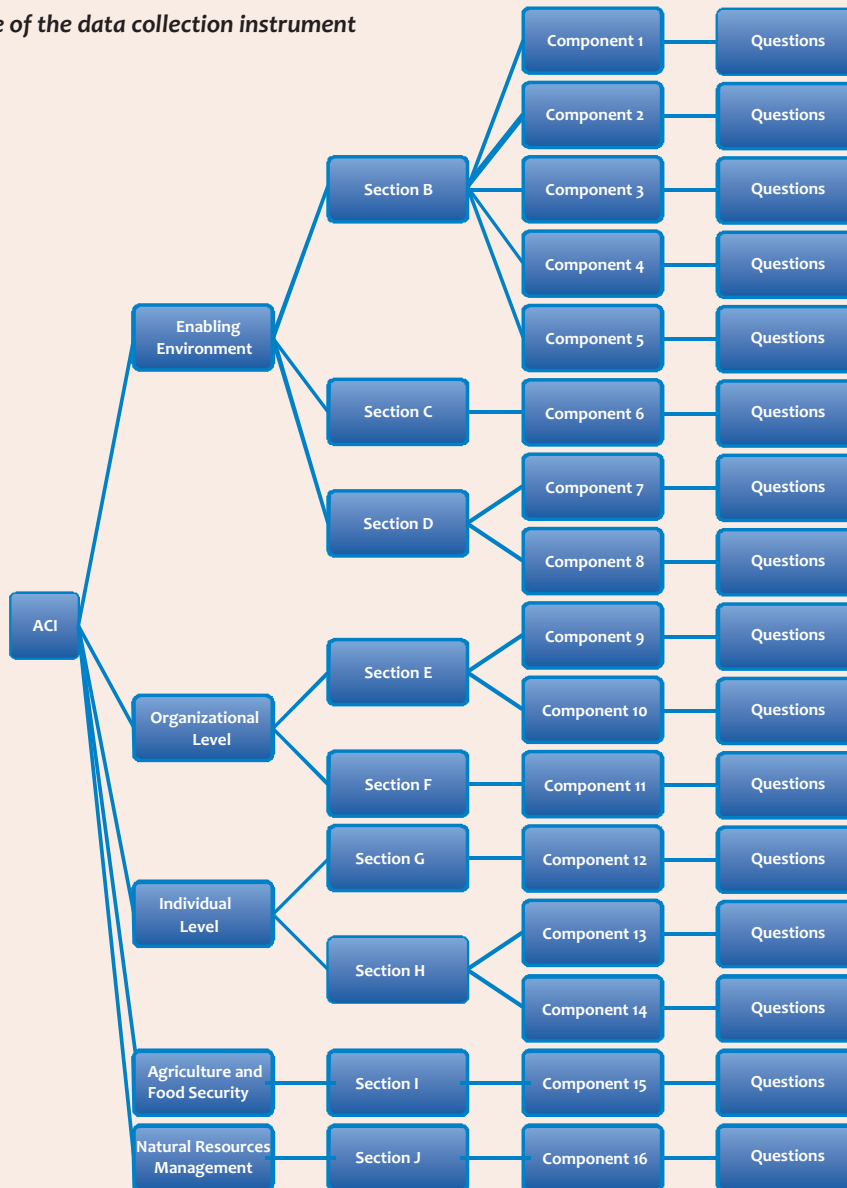 e of the data collection instrument
Component 1
Questions
Component 2
Questions
Section B
Component 3
Questions
Component 4
Questions
Enabling
Environment
Component 5
Questions
Section C
Component 6
Questions
Component 7
Questions
Section D
Component 8
Questions
ACI
Component 9
Questions
Section E
Organizational
Level
Component 10
Questions
Section F
Component 11
Questions
Section G
Component 12
Questions
Individual
Level
Component 13
Questions
Section H
Component 14
Questions
Agriculture and
Food Security
Section I
Component 15
Questions
Natural Resources
Management
Section J
Component 16
Questions